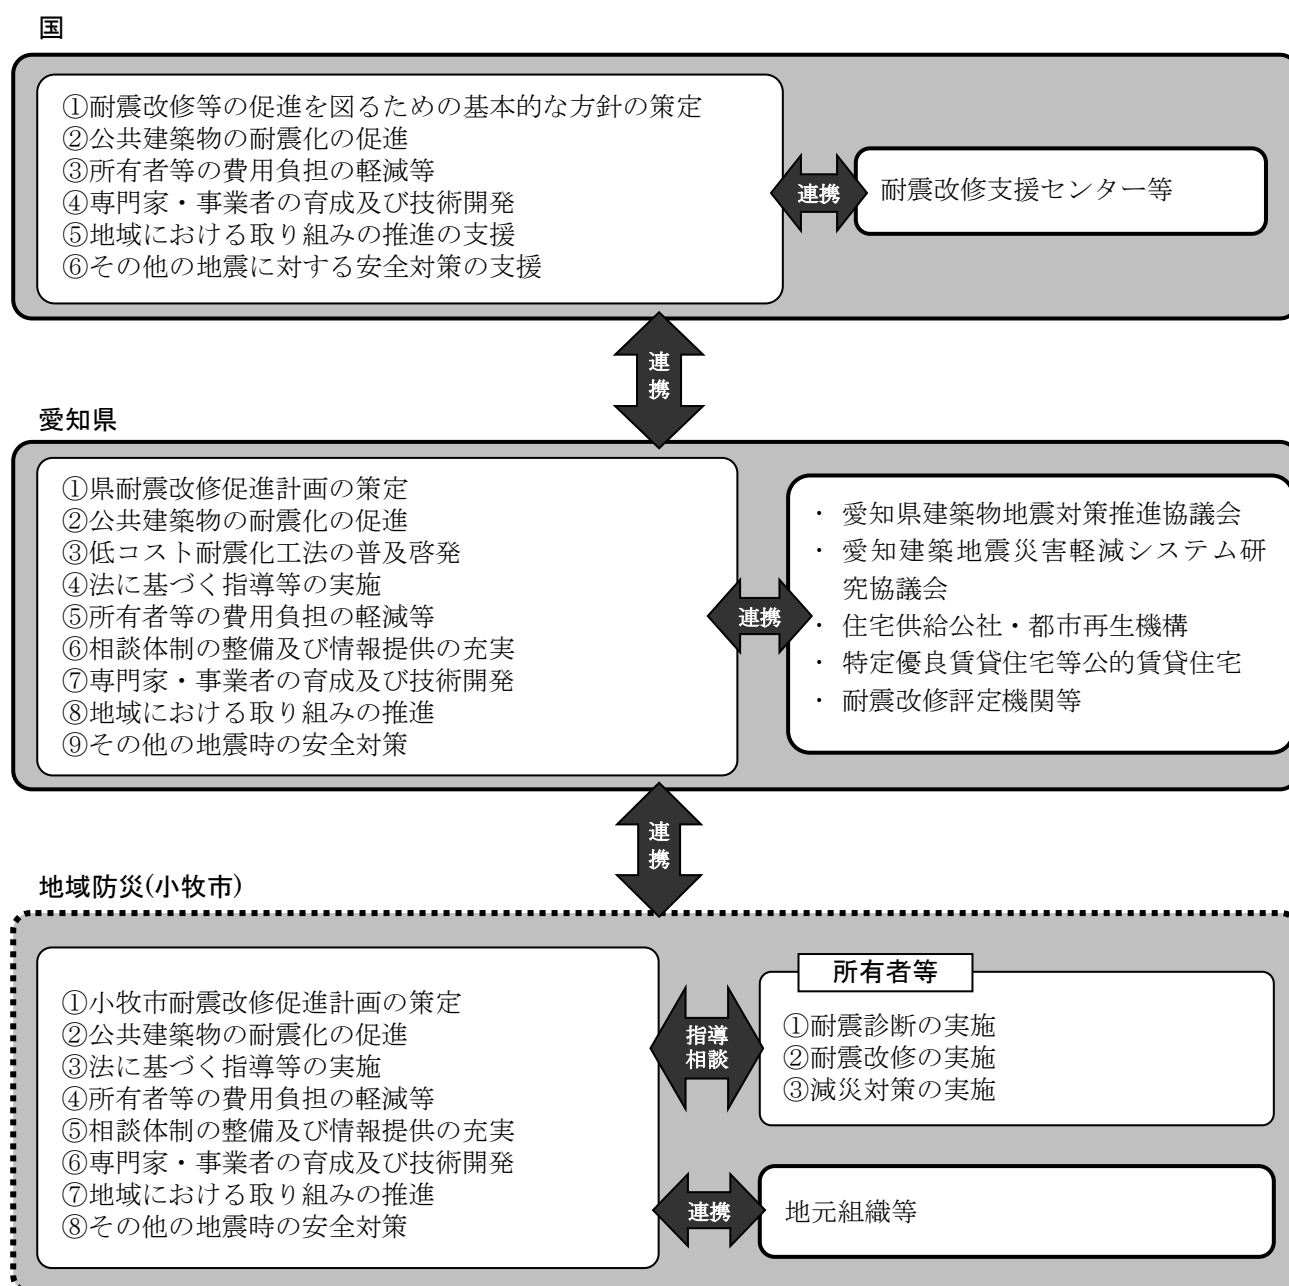 国
①耐震改修等の促進を図るための基本的な方針の策定
②公共建築物の耐震化の促進
③所有者等の費用負担の軽減等
④専門家・事業者の育成及び技術開発
⑤地域における取り組みの推進の支援
⑥その他の地震に対する安全対策の支援
連携
耐震改修支援センター等
連
携
愛知県
①県耐震改修促進計画の策定
②公共建築物の耐震化の促進
③低コスト耐震化工法の普及啓発
④法に基づく指導等の実施
⑤所有者等の費用負担の軽減等
⑥相談体制の整備及び情報提供の充実
⑦専門家・事業者の育成及び技術開発
⑧地域における取り組みの推進
⑨その他の地震時の安全対策
連携
・ 愛知県建築物地震対策推進協議会
・ 愛知建築地震災害軽減システム研
究協議会
・ 住宅供給公社・都市再生機構
・ 特定優良賃貸住宅等公的賃貸住宅
・ 耐震改修評定機関等
連
携
地域防災(小牧市)
①小牧市耐震改修促進計画の策定
②公共建築物の耐震化の促進
③法に基づく指導等の実施
④所有者等の費用負担の軽減等
⑤相談体制の整備及び情報提供の充実
⑥専門家・事業者の育成及び技術開発
⑦地域における取り組みの推進
⑧その他の地震時の安全対策
指導
相談
所有者等
①耐震診断の実施
②耐震改修の実施
③減災対策の実施
連携
地元組織等